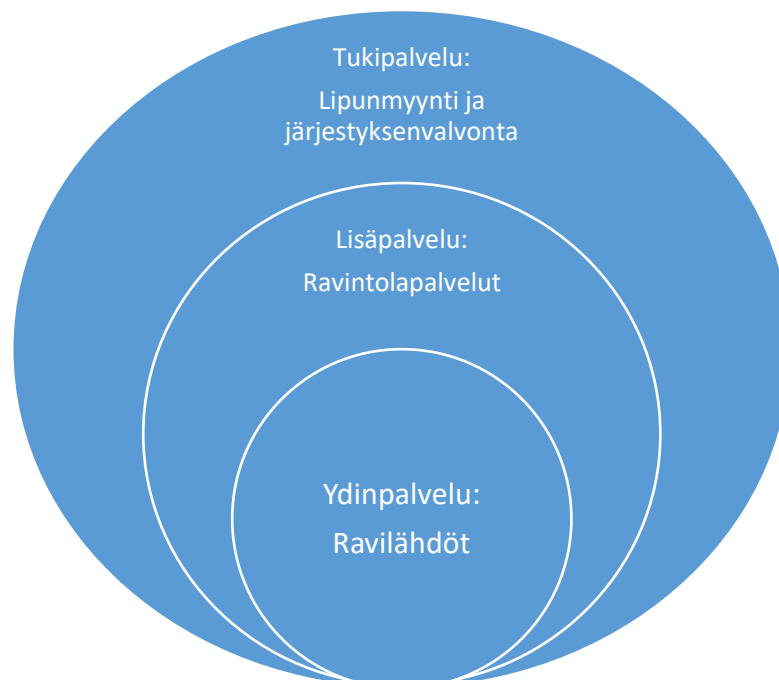 Tukipalvelu:
Lipunmyynti ja
järjestyksenvalvonta
Lisäpalvelu:
Ravintolapalvelut
Ydinpalvelu:
Ravilähdöt